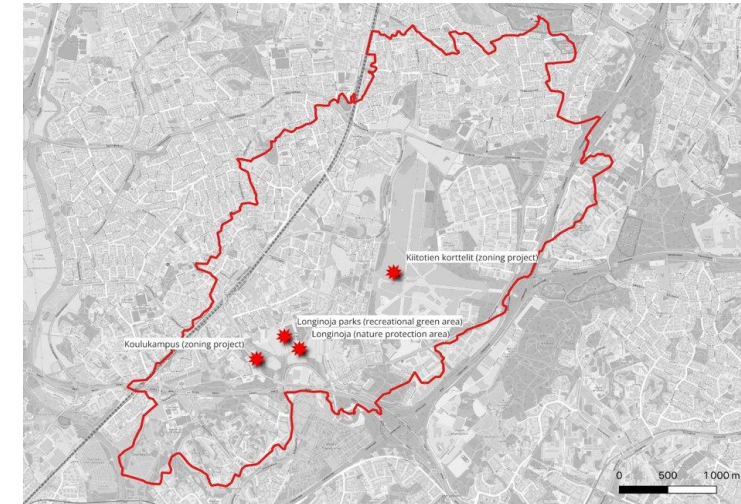 Kiitotien korttelit (zoning project)
Longinoja parks (recreational green area)
Longinoja (nature protection area)
Koulukampus (zoning project)
0 500 1 000 m